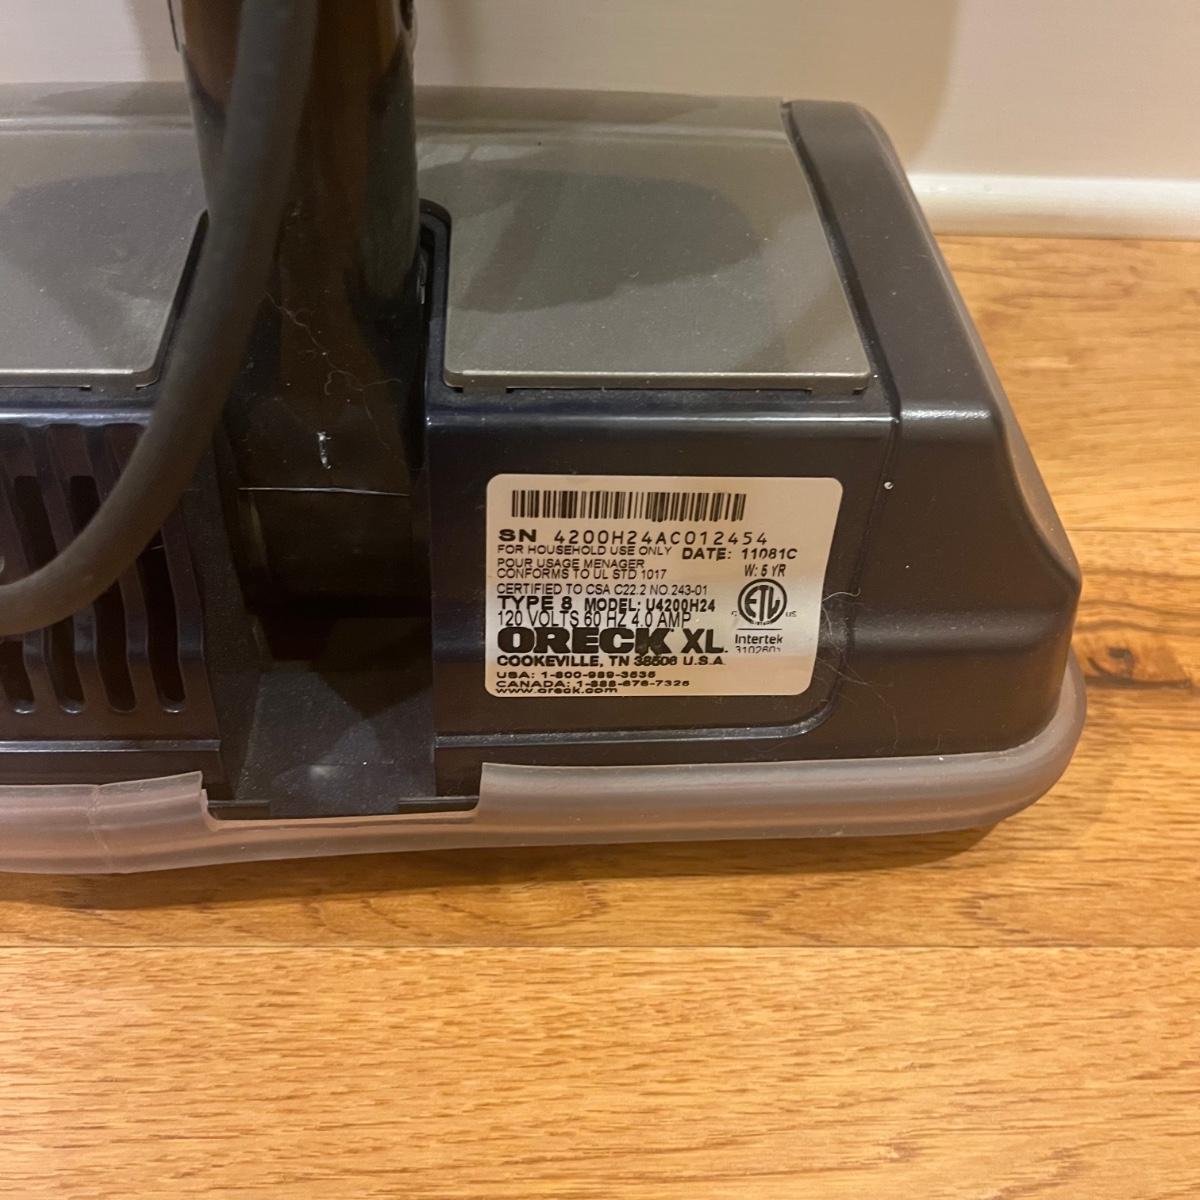 SN 4200H24AC012454
FOR HOUSEHOLD USE ONLY DATE: 11081C
POUR USAGE MENAGER W: 5 YR
CONFORMS TO UL STD 1017
CERTIFIED TO CSA C22.2 NO.243-01
TYPE 8 MODEL: U4200H24
120 VOLTS 60 HZ 4.0 AMP
C ETL US
ORECK XL.
Intertek
COOKEVILLE, TN 38506 U.S.A.
USA: 1-800-989-3535
CANADA: 1-888-676-7325
www.oreck.com